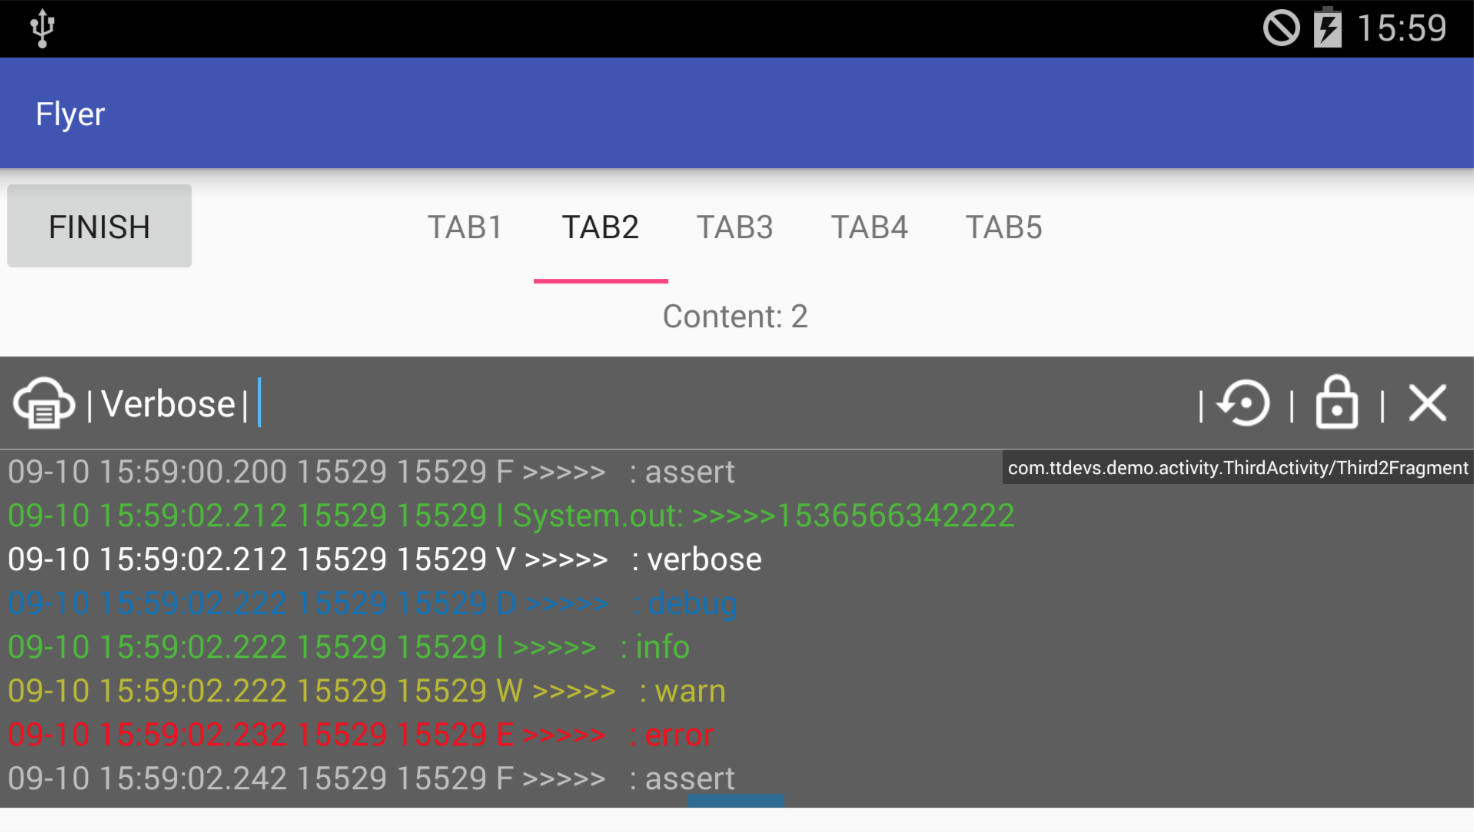 15:59
Flyer
FINISH TAB1 TAB2 TAB3 TAB4 TAB5
Content: 2
| Verbose | | | |
09-10 15:59:00.200 15529 15529 F >>>>> : assert
com.ttdevs.demo.activity.ThirdActivity/Third2Fragment
09-10 15:59:02.212 15529 15529 I System.out: >>>>>1536566342222
09-10 15:59:02.212 15529 15529 V >>>>> : verbose
09-10 15:59:02.222 15529 15529 D >>>>> : debug
09-10 15:59:02.222 15529 15529 I >>>>> : info
09-10 15:59:02.222 15529 15529 W >>>>> : warn
09-10 15:59:02.232 15529 15529 E >>>>> : error
09-10 15:59:02.242 15529 15529 F >>>>> : assert